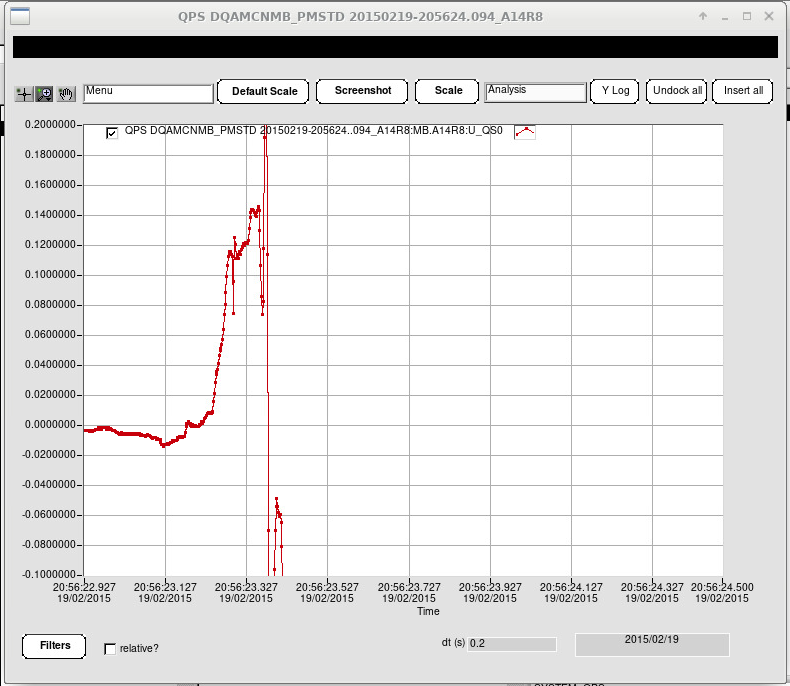 QPS DQAMCNMB_PMSTD 20150219-205624.094_A14R8
Menu Default Scale Screenshot Scale Analysis Y Log Undock all Insert all
QPS DQAMCNMB_PMSTD 20150219-205624..094_A14R8:MB.A14R8:U_QS0
0.2000000
0.1800000
0.1600000
0.1400000
0.1200000
0.1000000
0.0800000
0.0600000
0.0400000
0.0200000
0.0000000
-0.0200000
-0.0400000
-0.0600000
-0.0800000
-0.1000000
20:56:22.927 20:56:23.127 20:56:23.327 20:56:23.527 20:56:23.727 20:56:23.927 20:56:24.127 20:56:24.327 20:56:24.500
19/02/2015 19/02/2015 19/02/2015 19/02/2015 19/02/2015 19/02/2015 19/02/2015 19/02/2015 19/02/2015
Time
Filters relative? dt (s) 0.2 2015/02/19